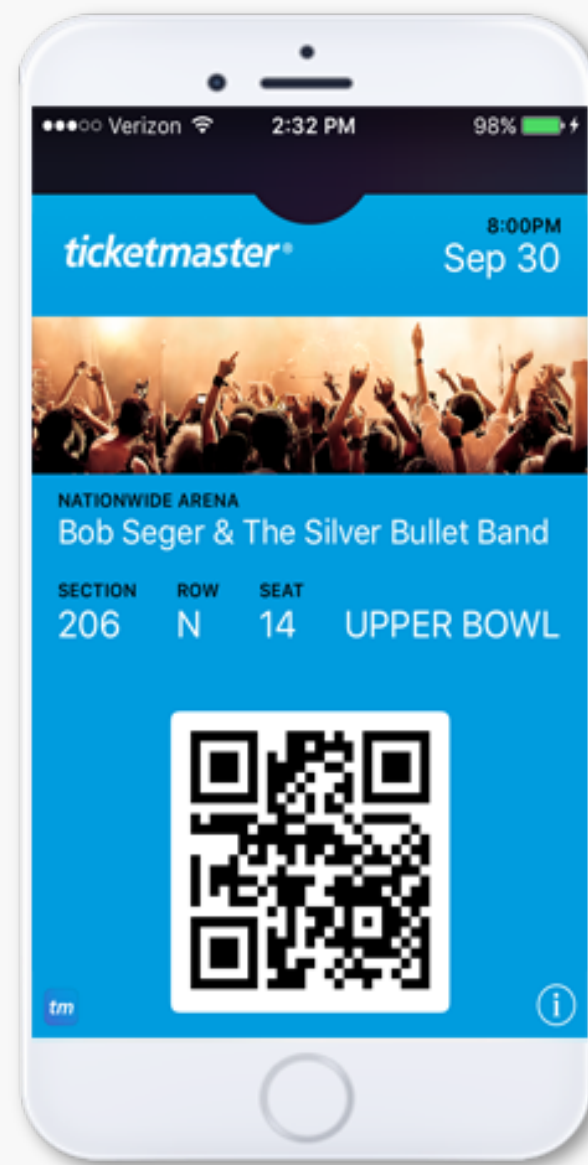 Verizon 2:32 PM 98%
8:00PM
ticketmaster® Sep 30
NATIONWIDE ARENA
Bob Seger & The Silver Bullet Band
SECTION ROW SEAT
206 N 14 UPPER BOWL
tm i